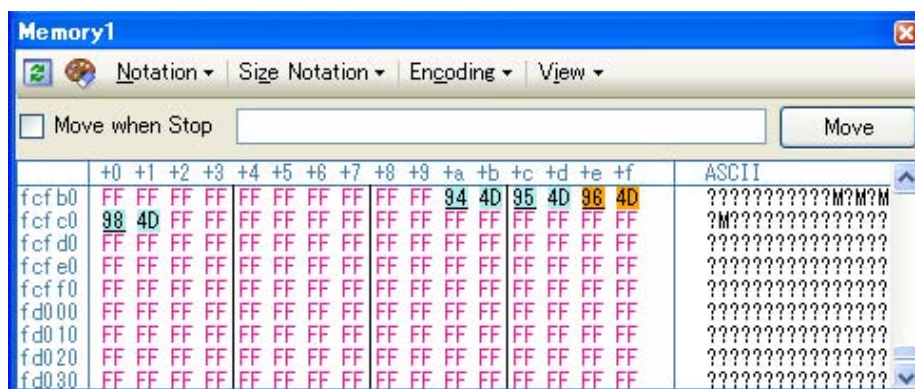 Memory1
Notation Size Notation Encoding View
Move when Stop Move
+0 +1 +2 +3 +4 +5 +6 +7 +8 +9 +a +b +c +d +e +f ASCII
fcfb0 FF FF FF FF FF FF FF FF FF FF 94 4D 95 4D 96 4D ???????????M?M?M
fcfc0 98 4D FF FF FF FF FF FF FF FF FF FF FF FF FF FF ?M??????????????
fcfd0 FF FF FF FF FF FF FF FF FF FF FF FF FF FF FF FF ????????????????
fcfe0 FF FF FF FF FF FF FF FF FF FF FF FF FF FF FF FF ????????????????
fcff0 FF FF FF FF FF FF FF FF FF FF FF FF FF FF FF FF ????????????????
fd000 FF FF FF FF FF FF FF FF FF FF FF FF FF FF FF FF ????????????????
fd010 FF FF FF FF FF FF FF FF FF FF FF FF FF FF FF FF ????????????????
fd020 FF FF FF FF FF FF FF FF FF FF FF FF FF FF FF FF ????????????????
fd030 FF FF FF FF FF FF FF FF FF FF FF FF FF FF FF FF ????????????????